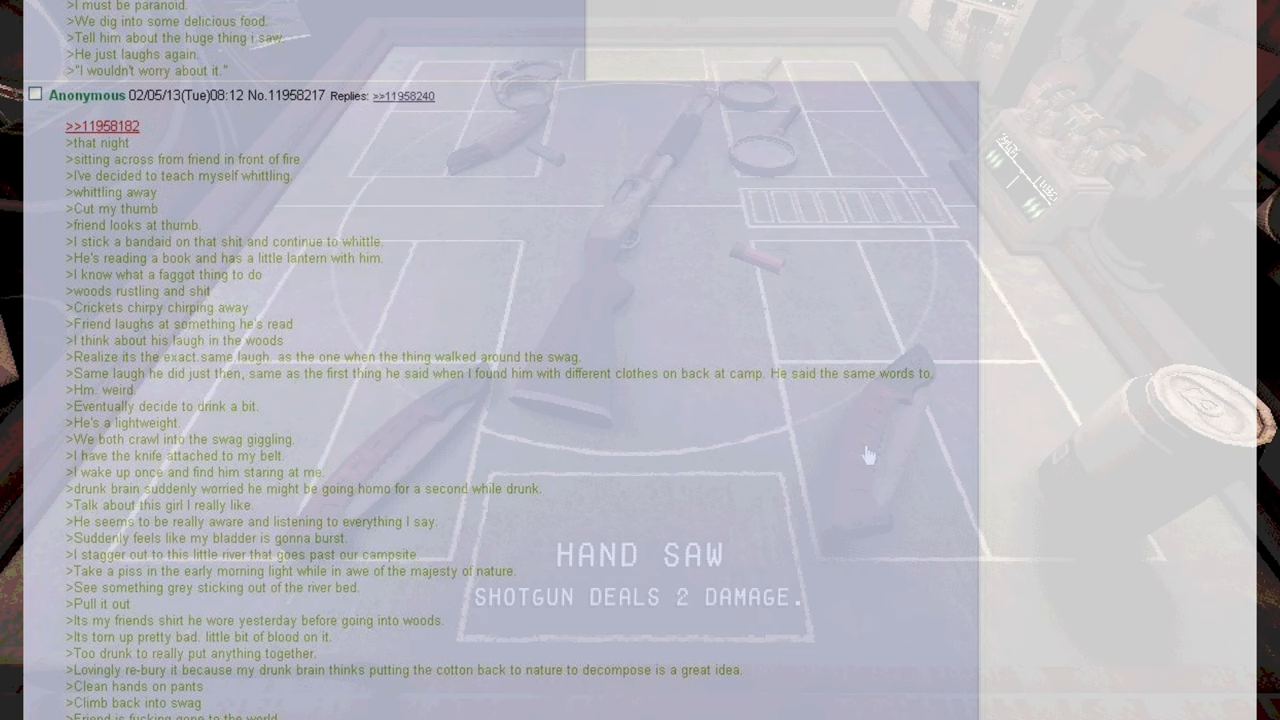 >I must be paranoid.
>We dig into some delicious food.
>Tell him about the huge thing i saw.
>He just laughs again.
>"I wouldn't worry about it."
Anonymous 02/05/13(Tue)08:12 No.11958217 Replies: >>11958240
>>11958182
>that night
>sitting across from friend in front of fire
>I've decided to teach myself whittling.
>whittling away
>Cut my thumb
>friend looks at thumb.
>I stick a bandaid on that shit and continue to whittle.
>He's reading a book and has a little lantern with him.
>I know what a faggot thing to do
>woods rustling and shit
>Crickets chirpy chirping away
>Friend laughs at something he's read
>I think about his laugh in the woods
>Realize its the exact same laugh. as the one when the thing walked around the swag.
>Same laugh he did just then, same as the first thing he said when I found him with different clothes on back at camp. He said the same words to.
>Hm. weird.
>Eventually decide to drink a bit.
>He's a lightweight.
>We both crawl into the swag giggling.
>I have the knife attached to my belt.
>I wake up once and find him staring at me.
>drunk brain suddenly worried he might be going homo for a second while drunk.
>Talk about this girl I really like.
>He seems to be really aware and listening to everything I say.
>Suddenly feels like my bladder is gonna burst.
>I stagger out to this little river that goes past our campsite
>Take a piss in the early morning light while in awe of the majesty of nature.
>See something grey sticking out of the river bed.
>Pull it out
>Its my friends shirt he wore yesterday before going into woods.
>Its torn up pretty bad. little bit of blood on it.
>Too drunk to really put anything together.
>Lovingly re-bury it because my drunk brain thinks putting the cotton back to nature to decompose is a great idea.
>Clean hands on pants
>Climb back into swag
>Friend is fucking gone to the world
HAND SAW
SHOTGUN DEALS 2 DAMAGE.